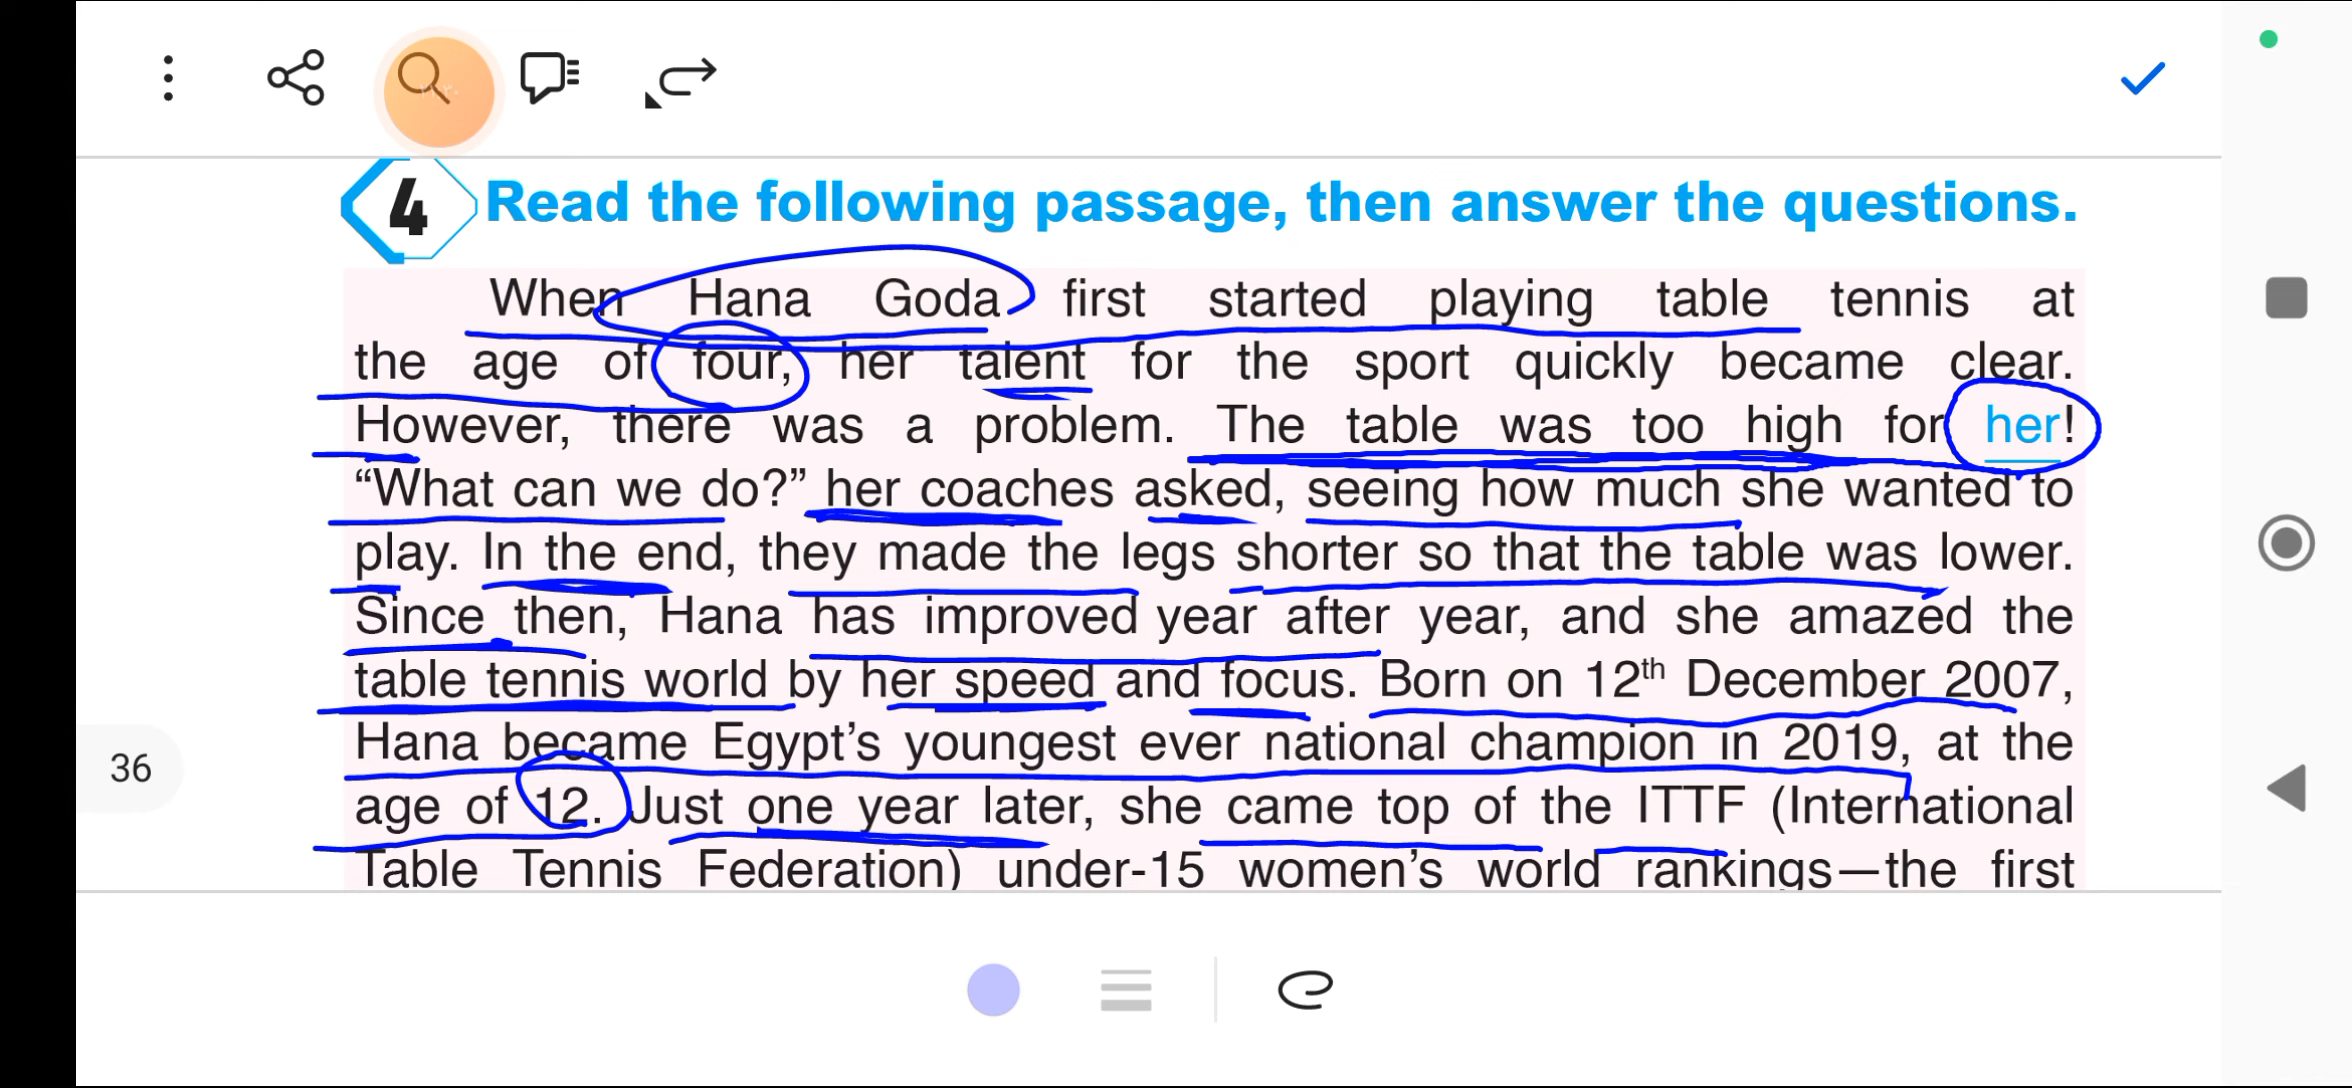 4 Read the following passage, then answer the questions.
When Hana Goda first started playing table tennis at
the age of four, her talent for the sport quickly became clear.
However, there was a problem. The table was too high for her!
“What can we do?” her coaches asked, seeing how much she wanted to
play. In the end, they made the legs shorter so that the table was lower.
Since then, Hana has improved year after year, and she amazed the
table tennis world by her speed and focus. Born on 12th December 2007,
Hana became Egypt’s youngest ever national champion in 2019, at the
36
age of 12. Just one year later, she came top of the ITTF (International
Table Tennis Federation) under-15 women’s world rankings—the first